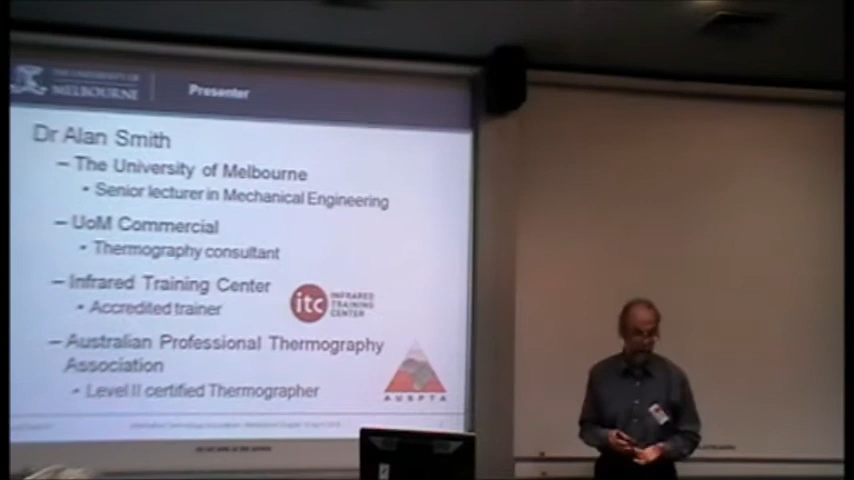 THE UNIVERSITY OF
MELBOURNE
Presenter
Dr Alan Smith
– The University of Melbourne
• Senior lecturer in Mechanical Engineering
– UoM Commercial
• Thermography consultant
– Infrared Training Center
• Accredited trainer
itc INFRARED
TRAINING
CENTER
– Australian Professional Thermography
Association
• Level II certified Thermographer
AUSPTA